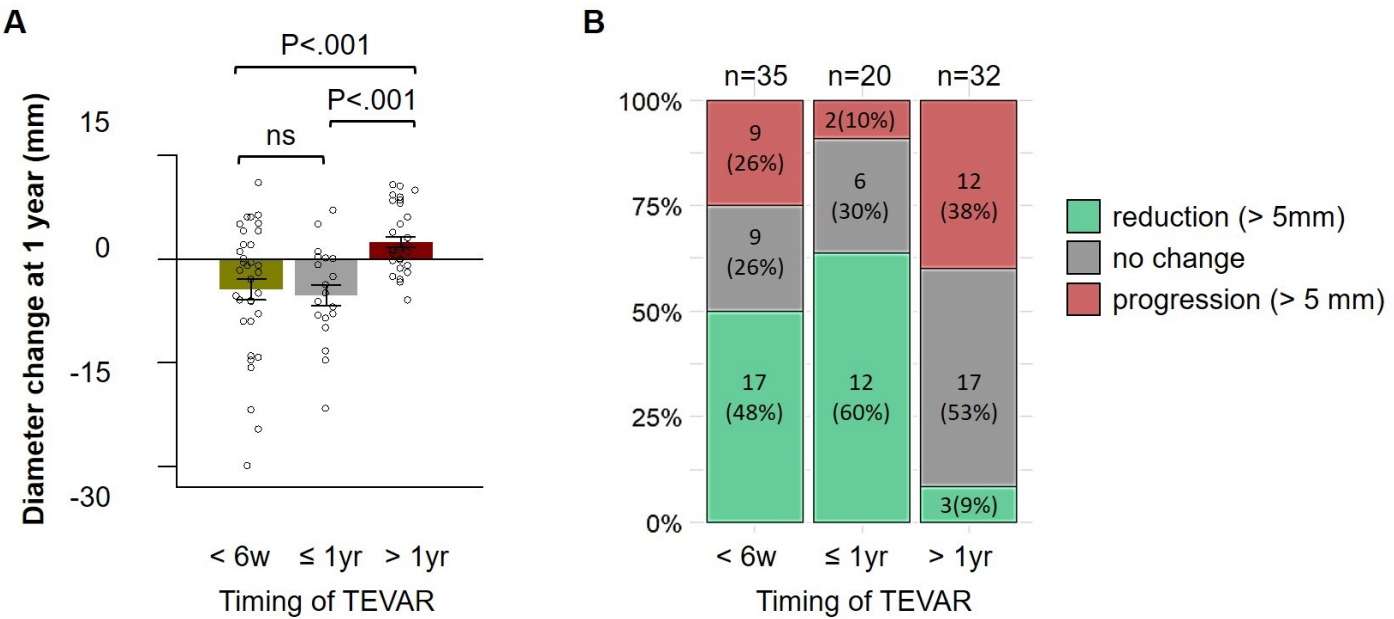 A
P<.001
P<.001
ns
Diameter change at 1 year (mm)
15
0
-15
-30
< 6w
≤ 1yr
> 1yr
Timing of TEVAR
B
n=35
n=20
n=32
100%
75%
50%
25%
0%
9
(26%)
9
(26%)
17
(48%)
2(10%)
6
(30%)
12
(60%)
12
(38%)
17
(53%)
3(9%)
< 6w
≤ 1yr
> 1yr
Timing of TEVAR
reduction (> 5mm)
no change
progression (> 5 mm)